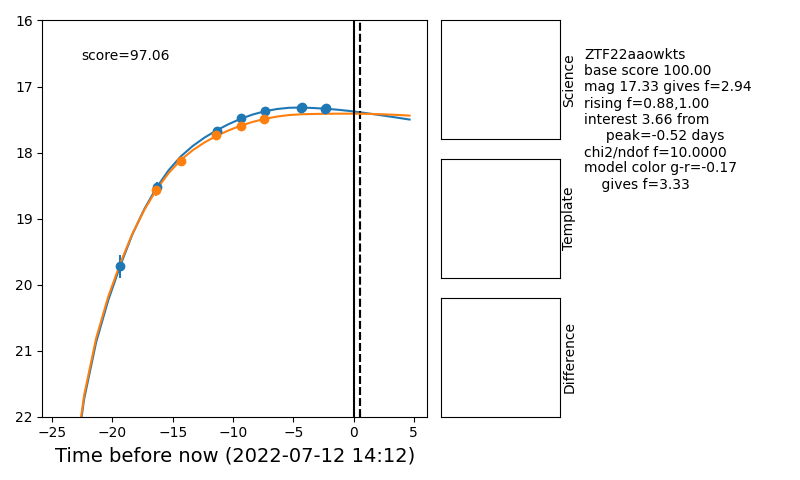 score=97.06
16
17
18
19
20
21
22
−25
−20
−15
−10
−5
0
5
Time before now (2022-07-12 14:12)
Science
Template
Difference
ZTF22aaowkts
base score 100.00
mag 17.33 gives f=2.94
rising f=0.88,1.00
interest 3.66 from
peak=-0.52 days
chi2/ndof f=10.0000
model color g-r=-0.17
gives f=3.33